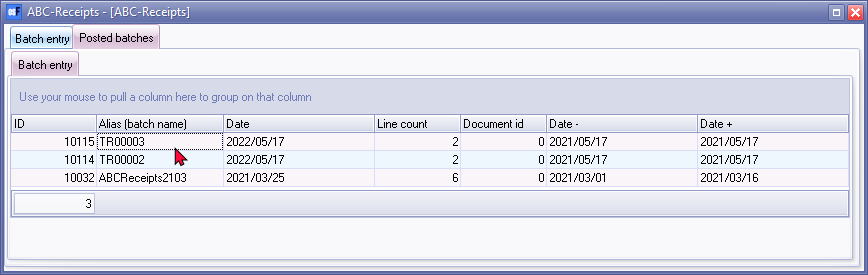 #F ABC-Receipts - [ABC-Receipts]
Batch entry Posted batches
Batch entry
Use your mouse to pull a column here to group on that column
ID Alias (batch name) Date Line count Document id Date - Date +
10115 TR00003 2022/05/17 2 0 2021/05/17 2021/05/17
10114 TR00002 2022/05/17 2 0 2021/05/17 2021/05/17
10032 ABCReceipts2103 2021/03/25 6 0 2021/03/01 2021/03/16
3